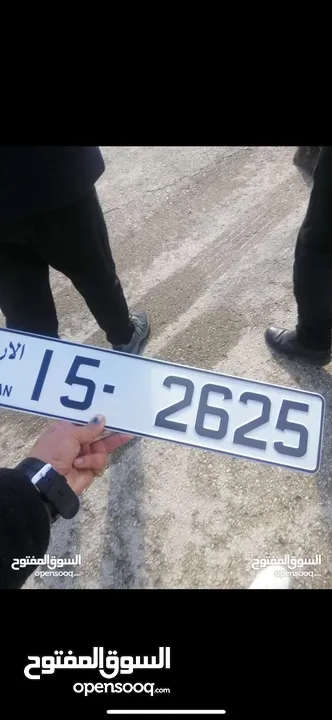 الار
AN
15- 2625
السوق المفتوح
opensooq.com
السوق المفتوح
opensooq.com
السوق المفتوح
opensooq.com